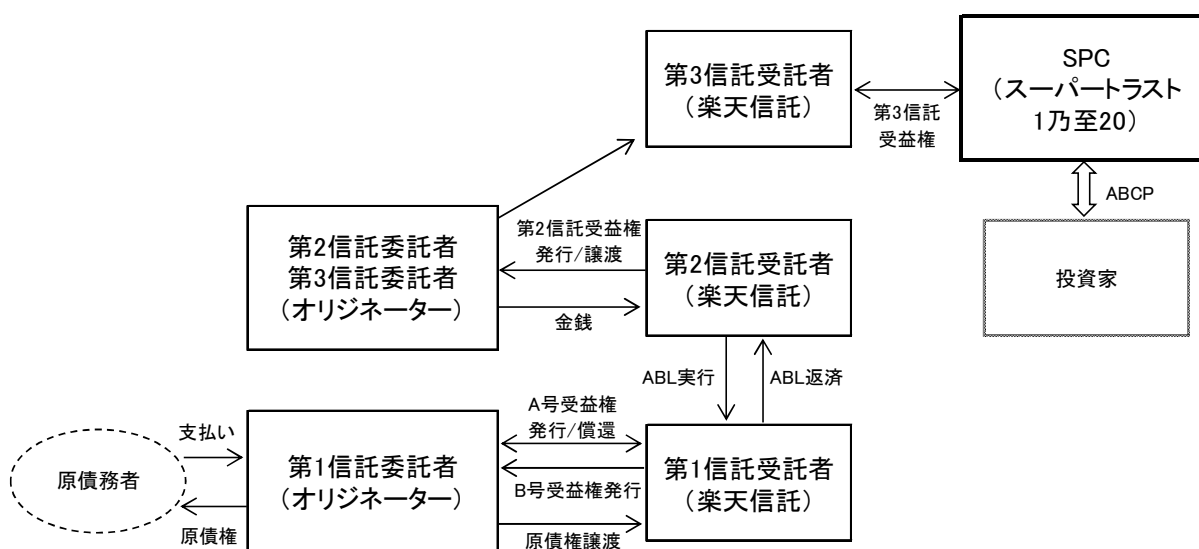 第3信託受託者
（楽天信託）
第3信託
受益権
SPC
（スーパートラスト
1乃至20）
ABCP
投資家
第2信託委託者
第3信託委託者
（オリジネーター）
第2信託受益権
発行/譲渡
金銭
第2信託受託者
（楽天信託）
ABL実行
ABL返済
原債務者
支払い
原債権
第1信託委託者
（オリジネーター）
A号受益権
発行/償還
B号受益権発行
原債権譲渡
第1信託受託者
（楽天信託）